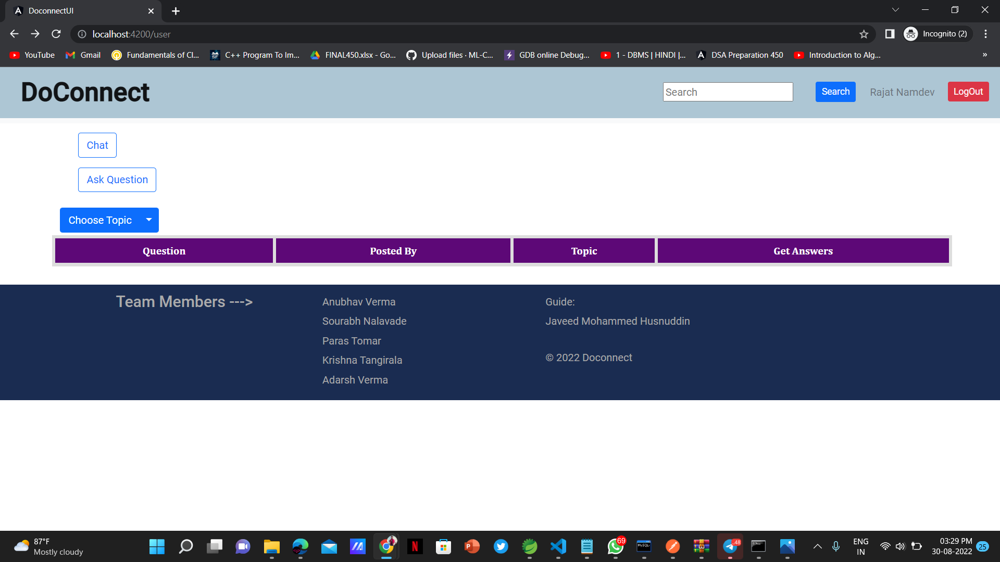 DoconnectUI
localhost:4200/user
Incognito (2)
YouTube
Gmail
Fundamentals of Cl...
C++ Program To Im...
FINAL450.xlsx - Go...
Upload files · ML-C...
GDB online Debug...
1 - DBMS | HINDI |...
DSA Preparation 450
Introduction to Alg...
»
DoConnect
Search
Search
Rajat Namdev
LogOut
Chat
Ask Question
Choose Topic
Question
Posted By
Topic
Get Answers
Team Members --->
Anubhav Verma
Sourabh Nalavade
Paras Tomar
Krishna Tangirala
Adarsh Verma
Guide:
Javeed Mohammed Husnuddin
© 2022 Doconnect
87°F
Mostly cloudy
69
MySQL
.48
ENG
IN
03:29 PM
30-08-2022
25